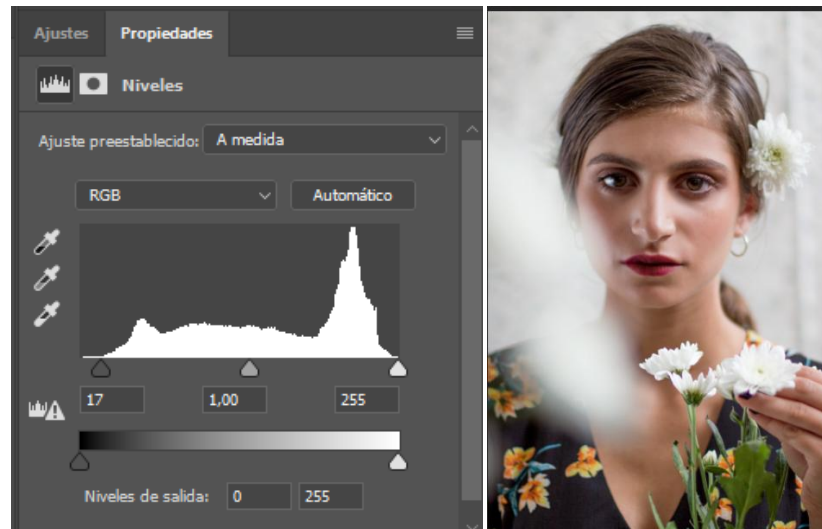 Ajustes Propiedades
Niveles
Ajuste preestablecido: A medida
RGB Automático
17 1,00 255
Niveles de salida: 0 255